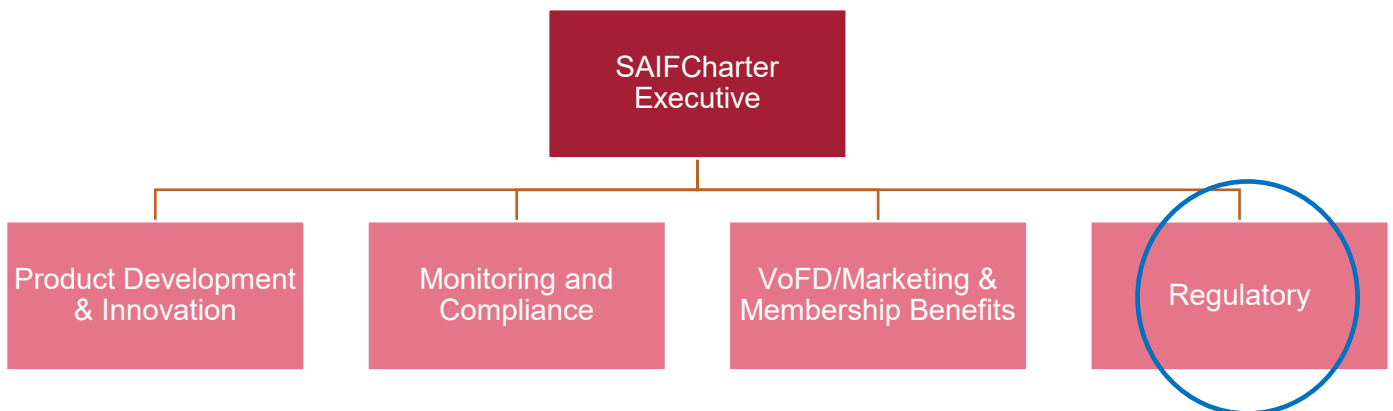 SAIFCharter
Executive
Product Development
& Innovation
Monitoring and
Compliance
VoFD/Marketing &
Membership Benefits
Regulatory